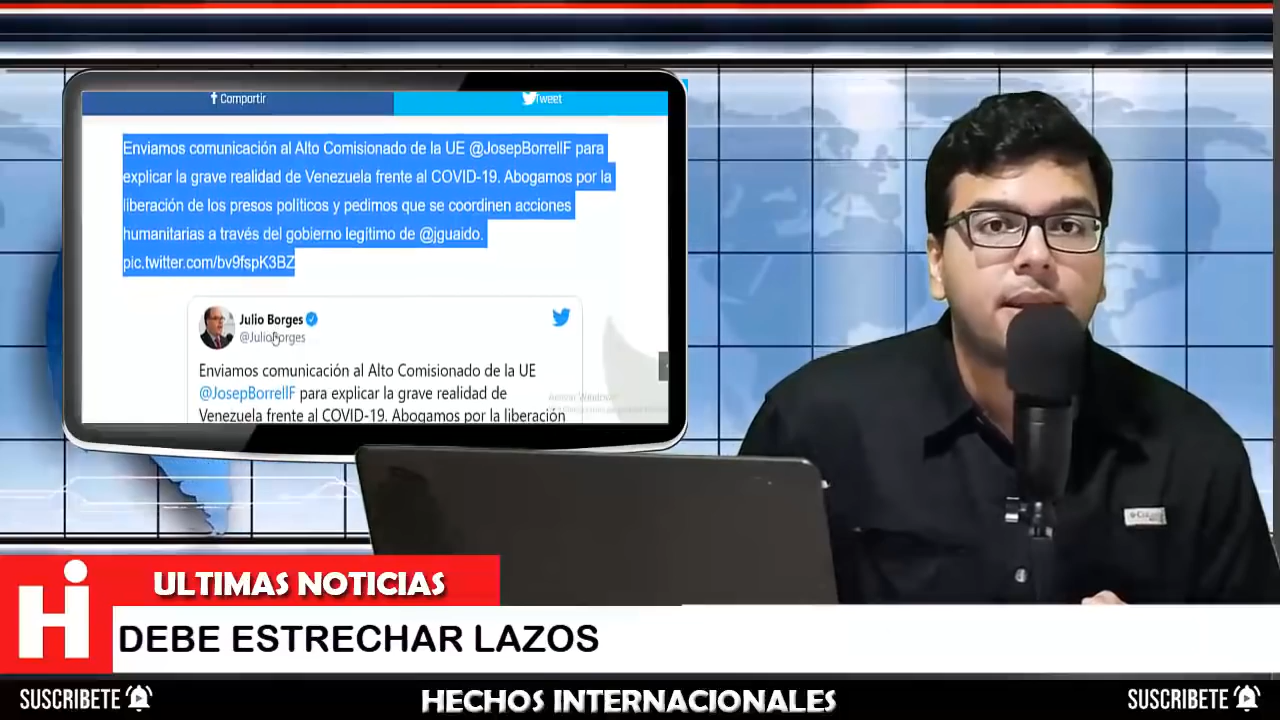 Compartir
Tweet
Enviamos comunicación al Alto Comisionado de la UE @JosepBorrellF para
explicar la grave realidad de Venezuela frente al COVID-19. Abogamos por la
liberación de los presos políticos y pedimos que se coordinen acciones
humanitarias a través del gobierno legítimo de @jguaido.
pic.twitter.com/bv9fspK3BZ
Julio Borges
@JulioBorges
Enviamos comunicación al Alto Comisionado de la UE
@JosepBorrellF para explicar la grave realidad de
Venezuela frente al COVID-19. Abogamos por la liberación
Hi
ULTIMAS NOTICIAS
DEBE ESTRECHAR LAZOS
SUSCRIBETE
HECHOS INTERNACIONALES
SUSCRIBETE